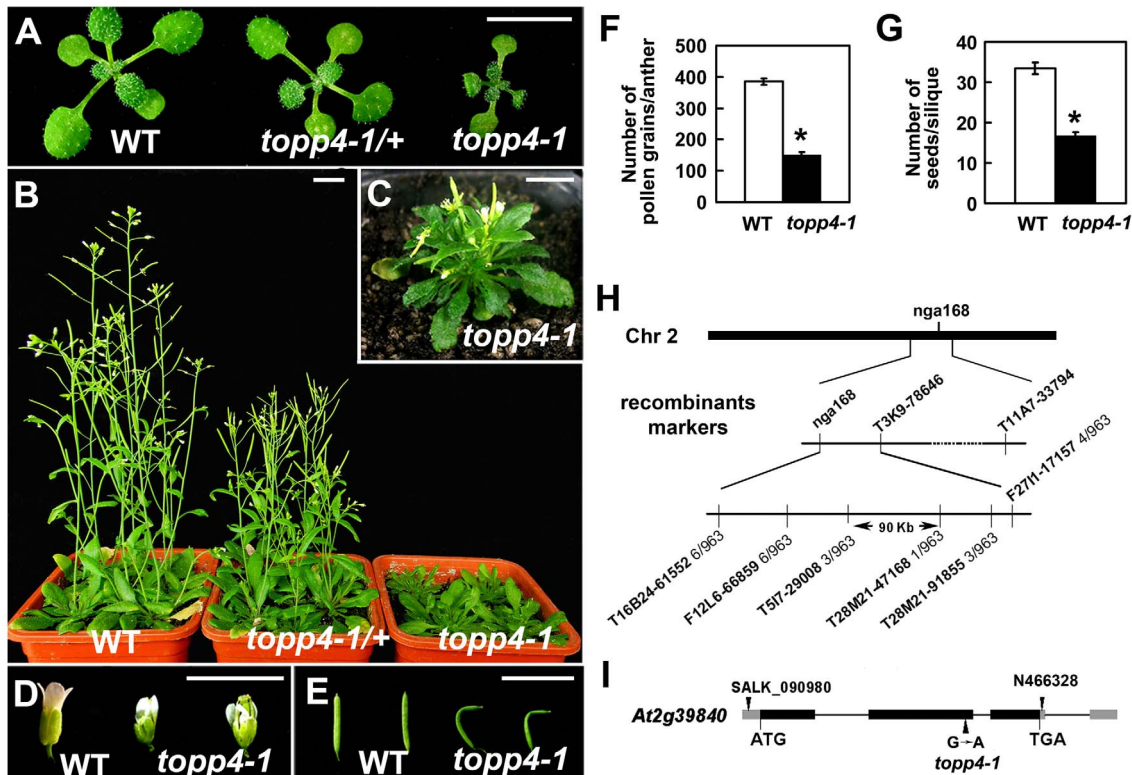 A
WT
topp4-1/+
topp4-1
B
WT
topp4-1/+
topp4-1
C
topp4-1
D
WT
topp4-1
E
WT
topp4-1
F
Number of
pollen grains/anther
500
400
300
200
100
0
*
WT
topp4-1
G
Number of
seeds/silique
40
30
20
10
0
*
WT
topp4-1
H
nga168
Chr 2
recombinants
markers
nga168
T3K9-78646
T11A7-33794
F27I1-17157 4/963
90 Kb
T16B24-61552 6/963
F12L6-66859 6/963
T5I7-29008 3/963
T28M21-47168 1/963
T28M21-91855 3/963
I
SALK_090980
N466328
At2g39840
ATG
G→A
TGA
topp4-1